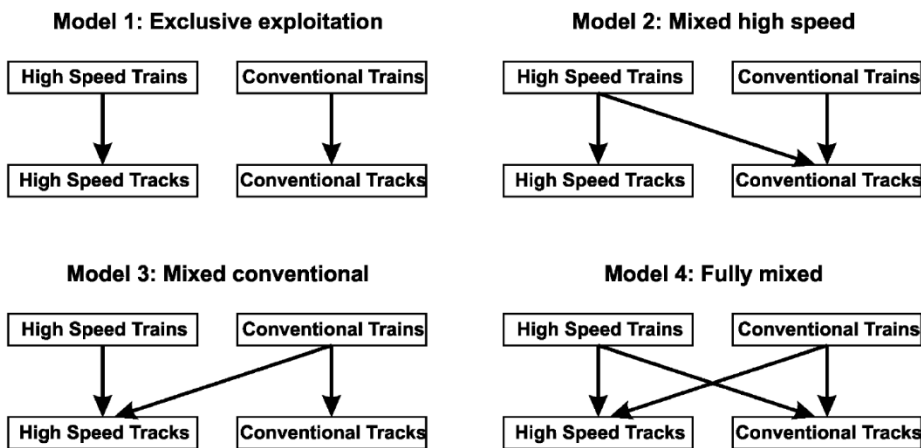 Model 1: Exclusive exploitation
High Speed Trains
Conventional Trains
High Speed Tracks
Conventional Tracks
Model 2: Mixed high speed
High Speed Trains
Conventional Trains
High Speed Tracks
Conventional Tracks
Model 3: Mixed conventional
High Speed Trains
Conventional Trains
High Speed Tracks
Conventional Tracks
Model 4: Fully mixed
High Speed Trains
Conventional Trains
High Speed Tracks
Conventional Tracks